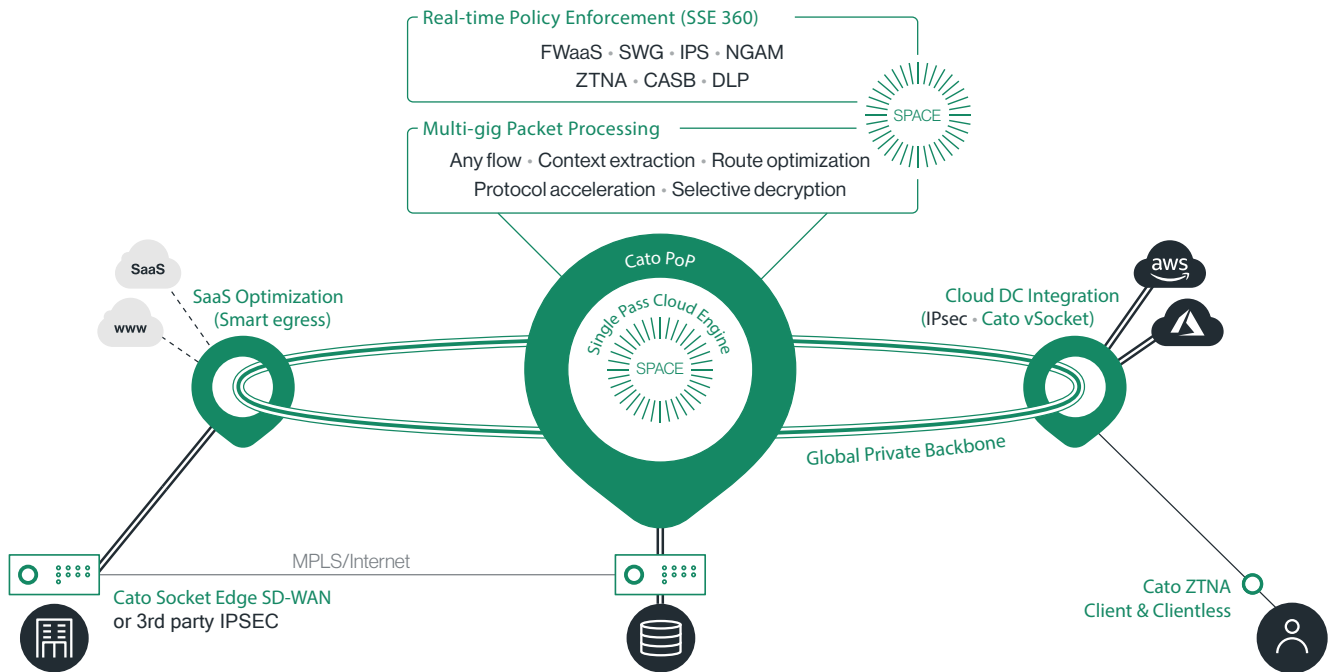 Real-time Policy Enforcement (SSE 360)
FWaaS • SWG • IPS • NGAM
ZTNA • CASB • DLP
SPACE
Multi-gig Packet Processing
Any flow • Context extraction • Route optimization
Protocol acceleration • Selective decryption
Cato PoP
Single Pass Cloud Engine
SPACE
SaaS
www
SaaS Optimization
(Smart egress)
aws
Cloud DC Integration
(IPsec • Cato vSocket)
Global Private Backbone
MPLS/Internet
Cato Socket Edge SD-WAN
or 3rd party IPSEC
Cato ZTNA
Client & Clientless